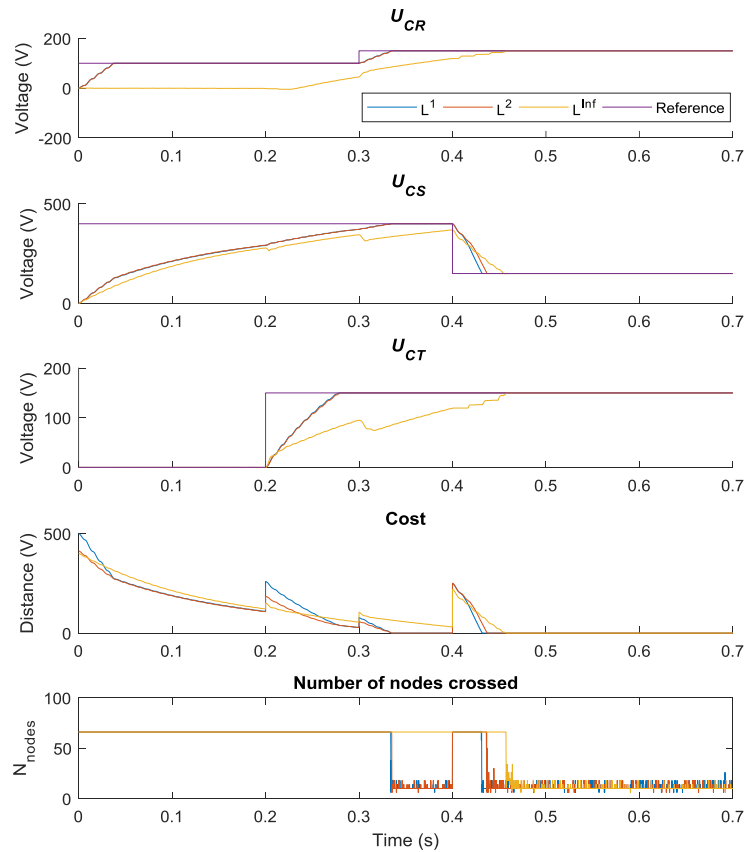 U_CR
200
0
-200
Voltage (V)
L^1 L^2 L^Inf Reference
0 0.1 0.2 0.3 0.4 0.5 0.6 0.7
U_CS
500
0
Voltage (V)
0 0.1 0.2 0.3 0.4 0.5 0.6 0.7
U_CT
200
100
0
Voltage (V)
0 0.1 0.2 0.3 0.4 0.5 0.6 0.7
Cost
500
0
Distance (V)
0 0.1 0.2 0.3 0.4 0.5 0.6 0.7
Number of nodes crossed
100
50
0
N_nodes
0 0.1 0.2 0.3 0.4 0.5 0.6 0.7
Time (s)